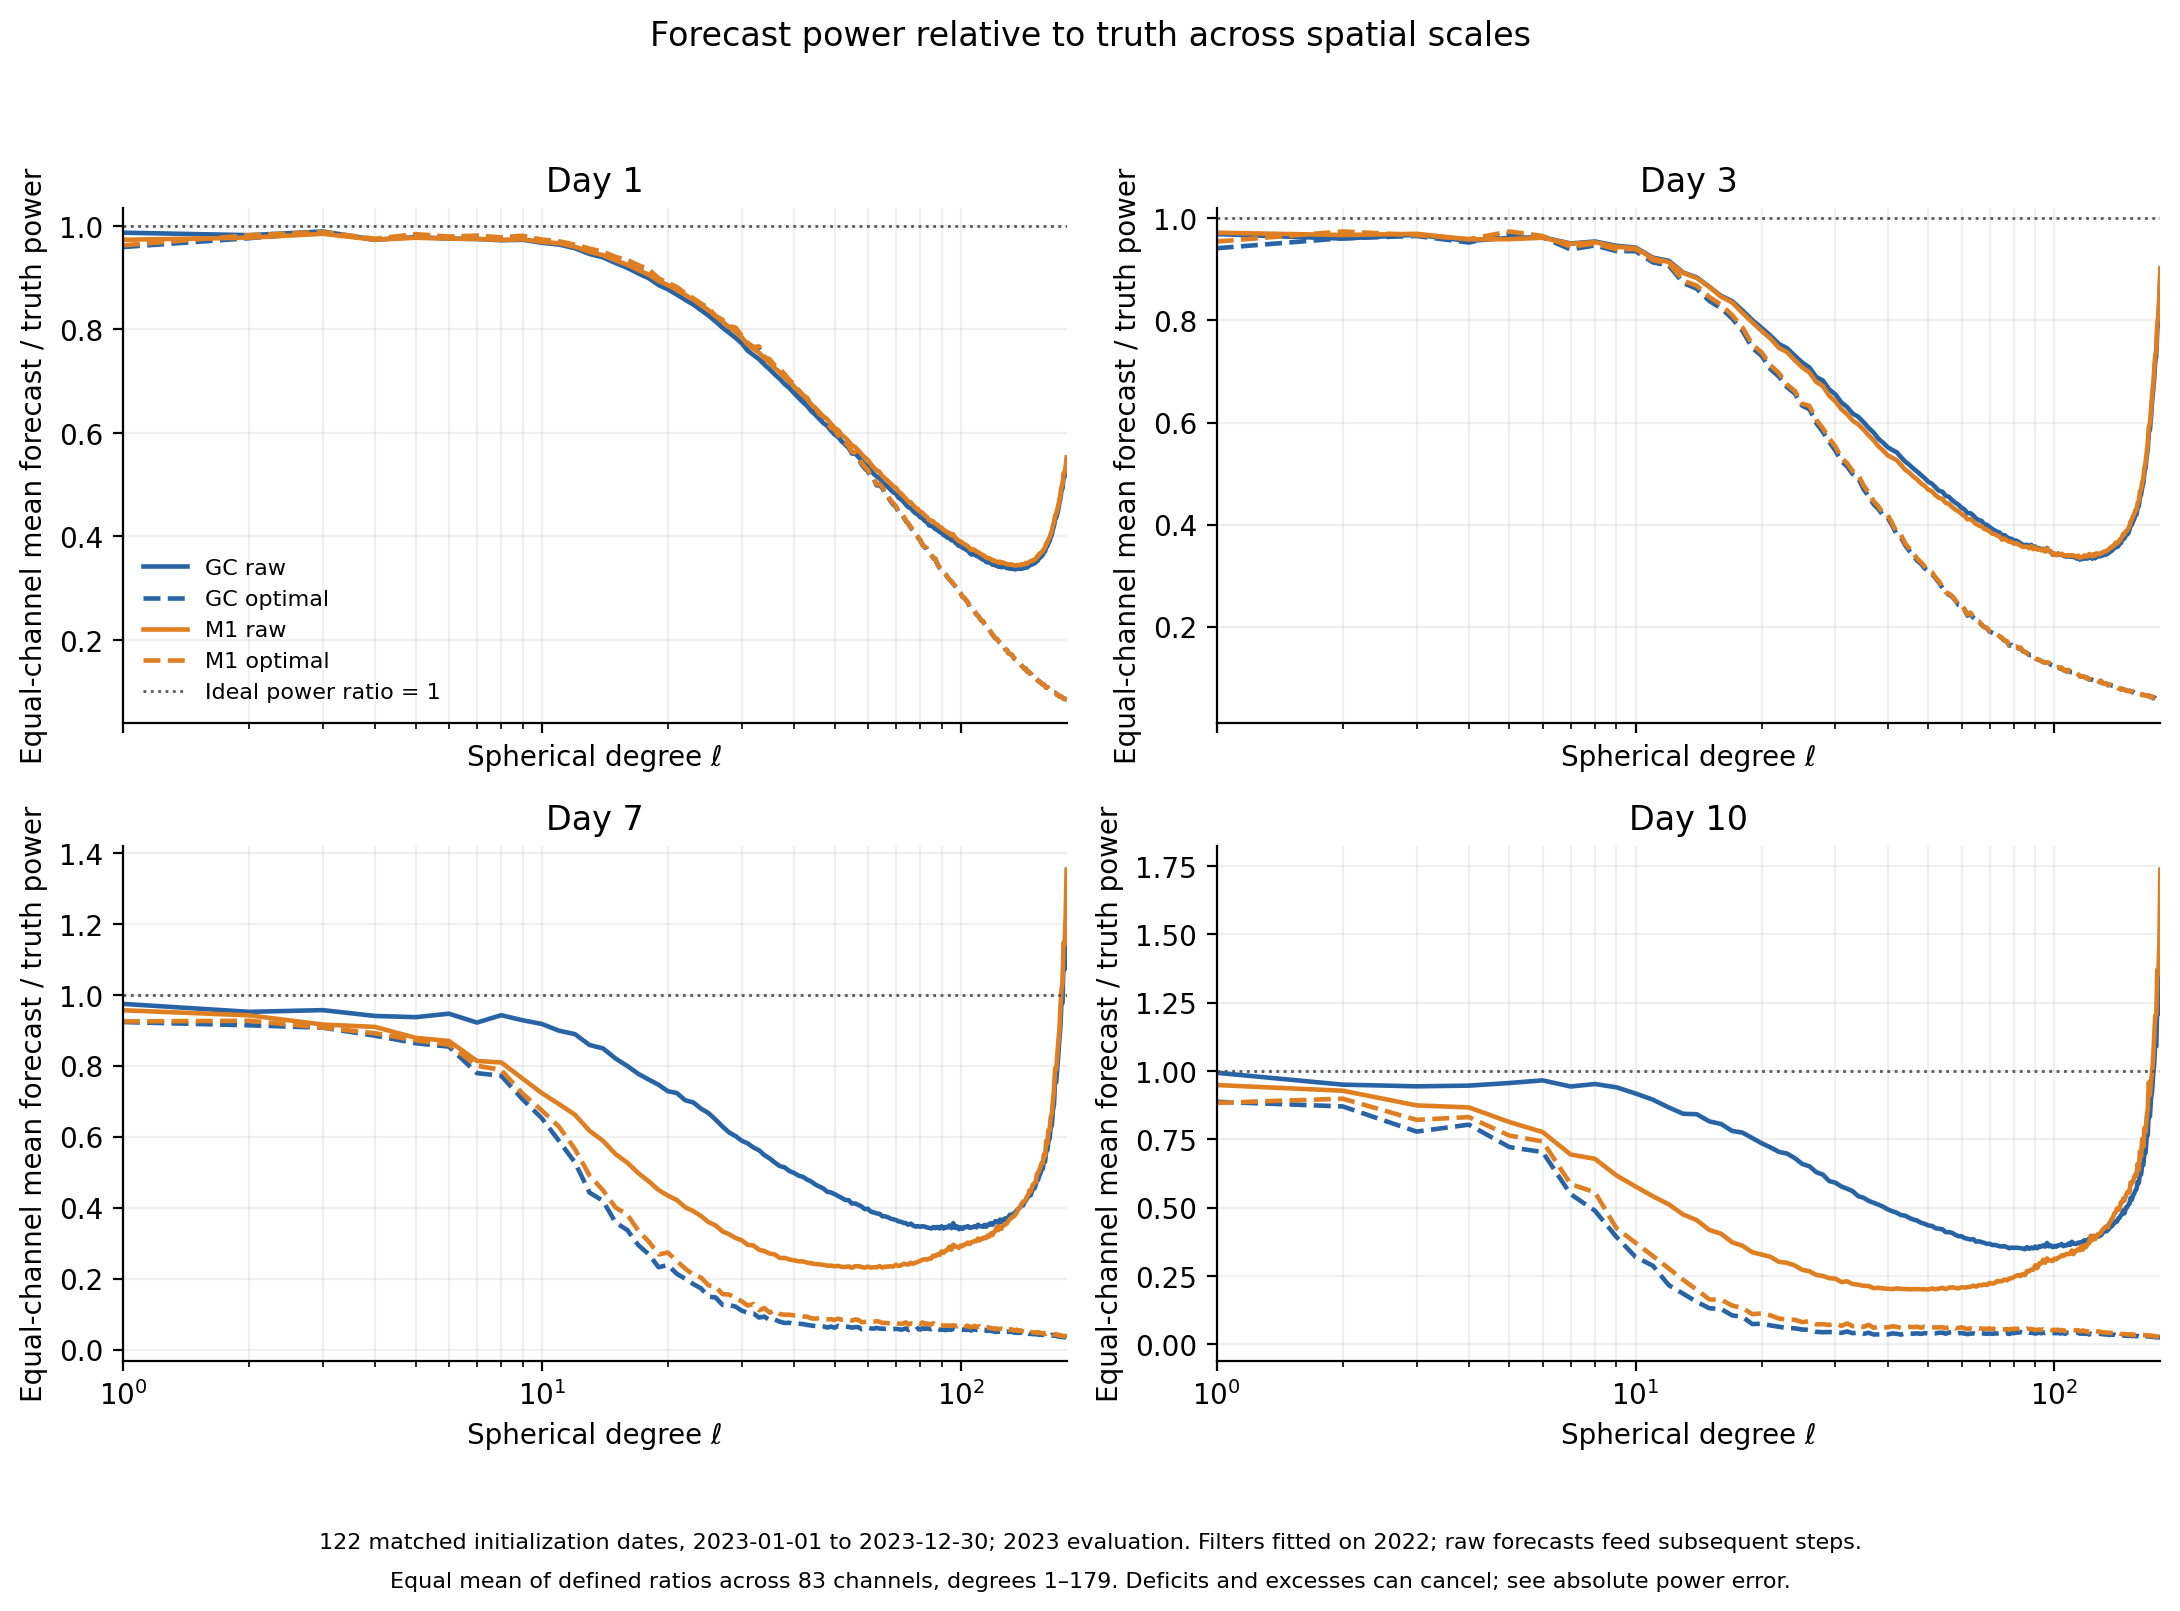 Forecast power relative to truth across spatial scales
Day 1
Equal-channel mean forecast / truth power
1.0
0.8
0.6
0.4
0.2
GC raw
GC optimal
M1 raw
M1 optimal
Ideal power ratio = 1
Spherical degree ℓ
Day 3
Equal-channel mean forecast / truth power
1.0
0.8
0.6
0.4
0.2
Spherical degree ℓ
Day 7
Equal-channel mean forecast / truth power
1.4
1.2
1.0
0.8
0.6
0.4
0.2
0.0
10⁰ 10¹ 10²
Spherical degree ℓ
Day 10
Equal-channel mean forecast / truth power
1.75
1.50
1.25
1.00
0.75
0.50
0.25
0.00
10⁰ 10¹ 10²
Spherical degree ℓ
122 matched initialization dates, 2023-01-01 to 2023-12-30; 2023 evaluation. Filters fitted on 2022; raw forecasts feed subsequent steps.
Equal mean of defined ratios across 83 channels, degrees 1–179. Deficits and excesses can cancel; see absolute power error.